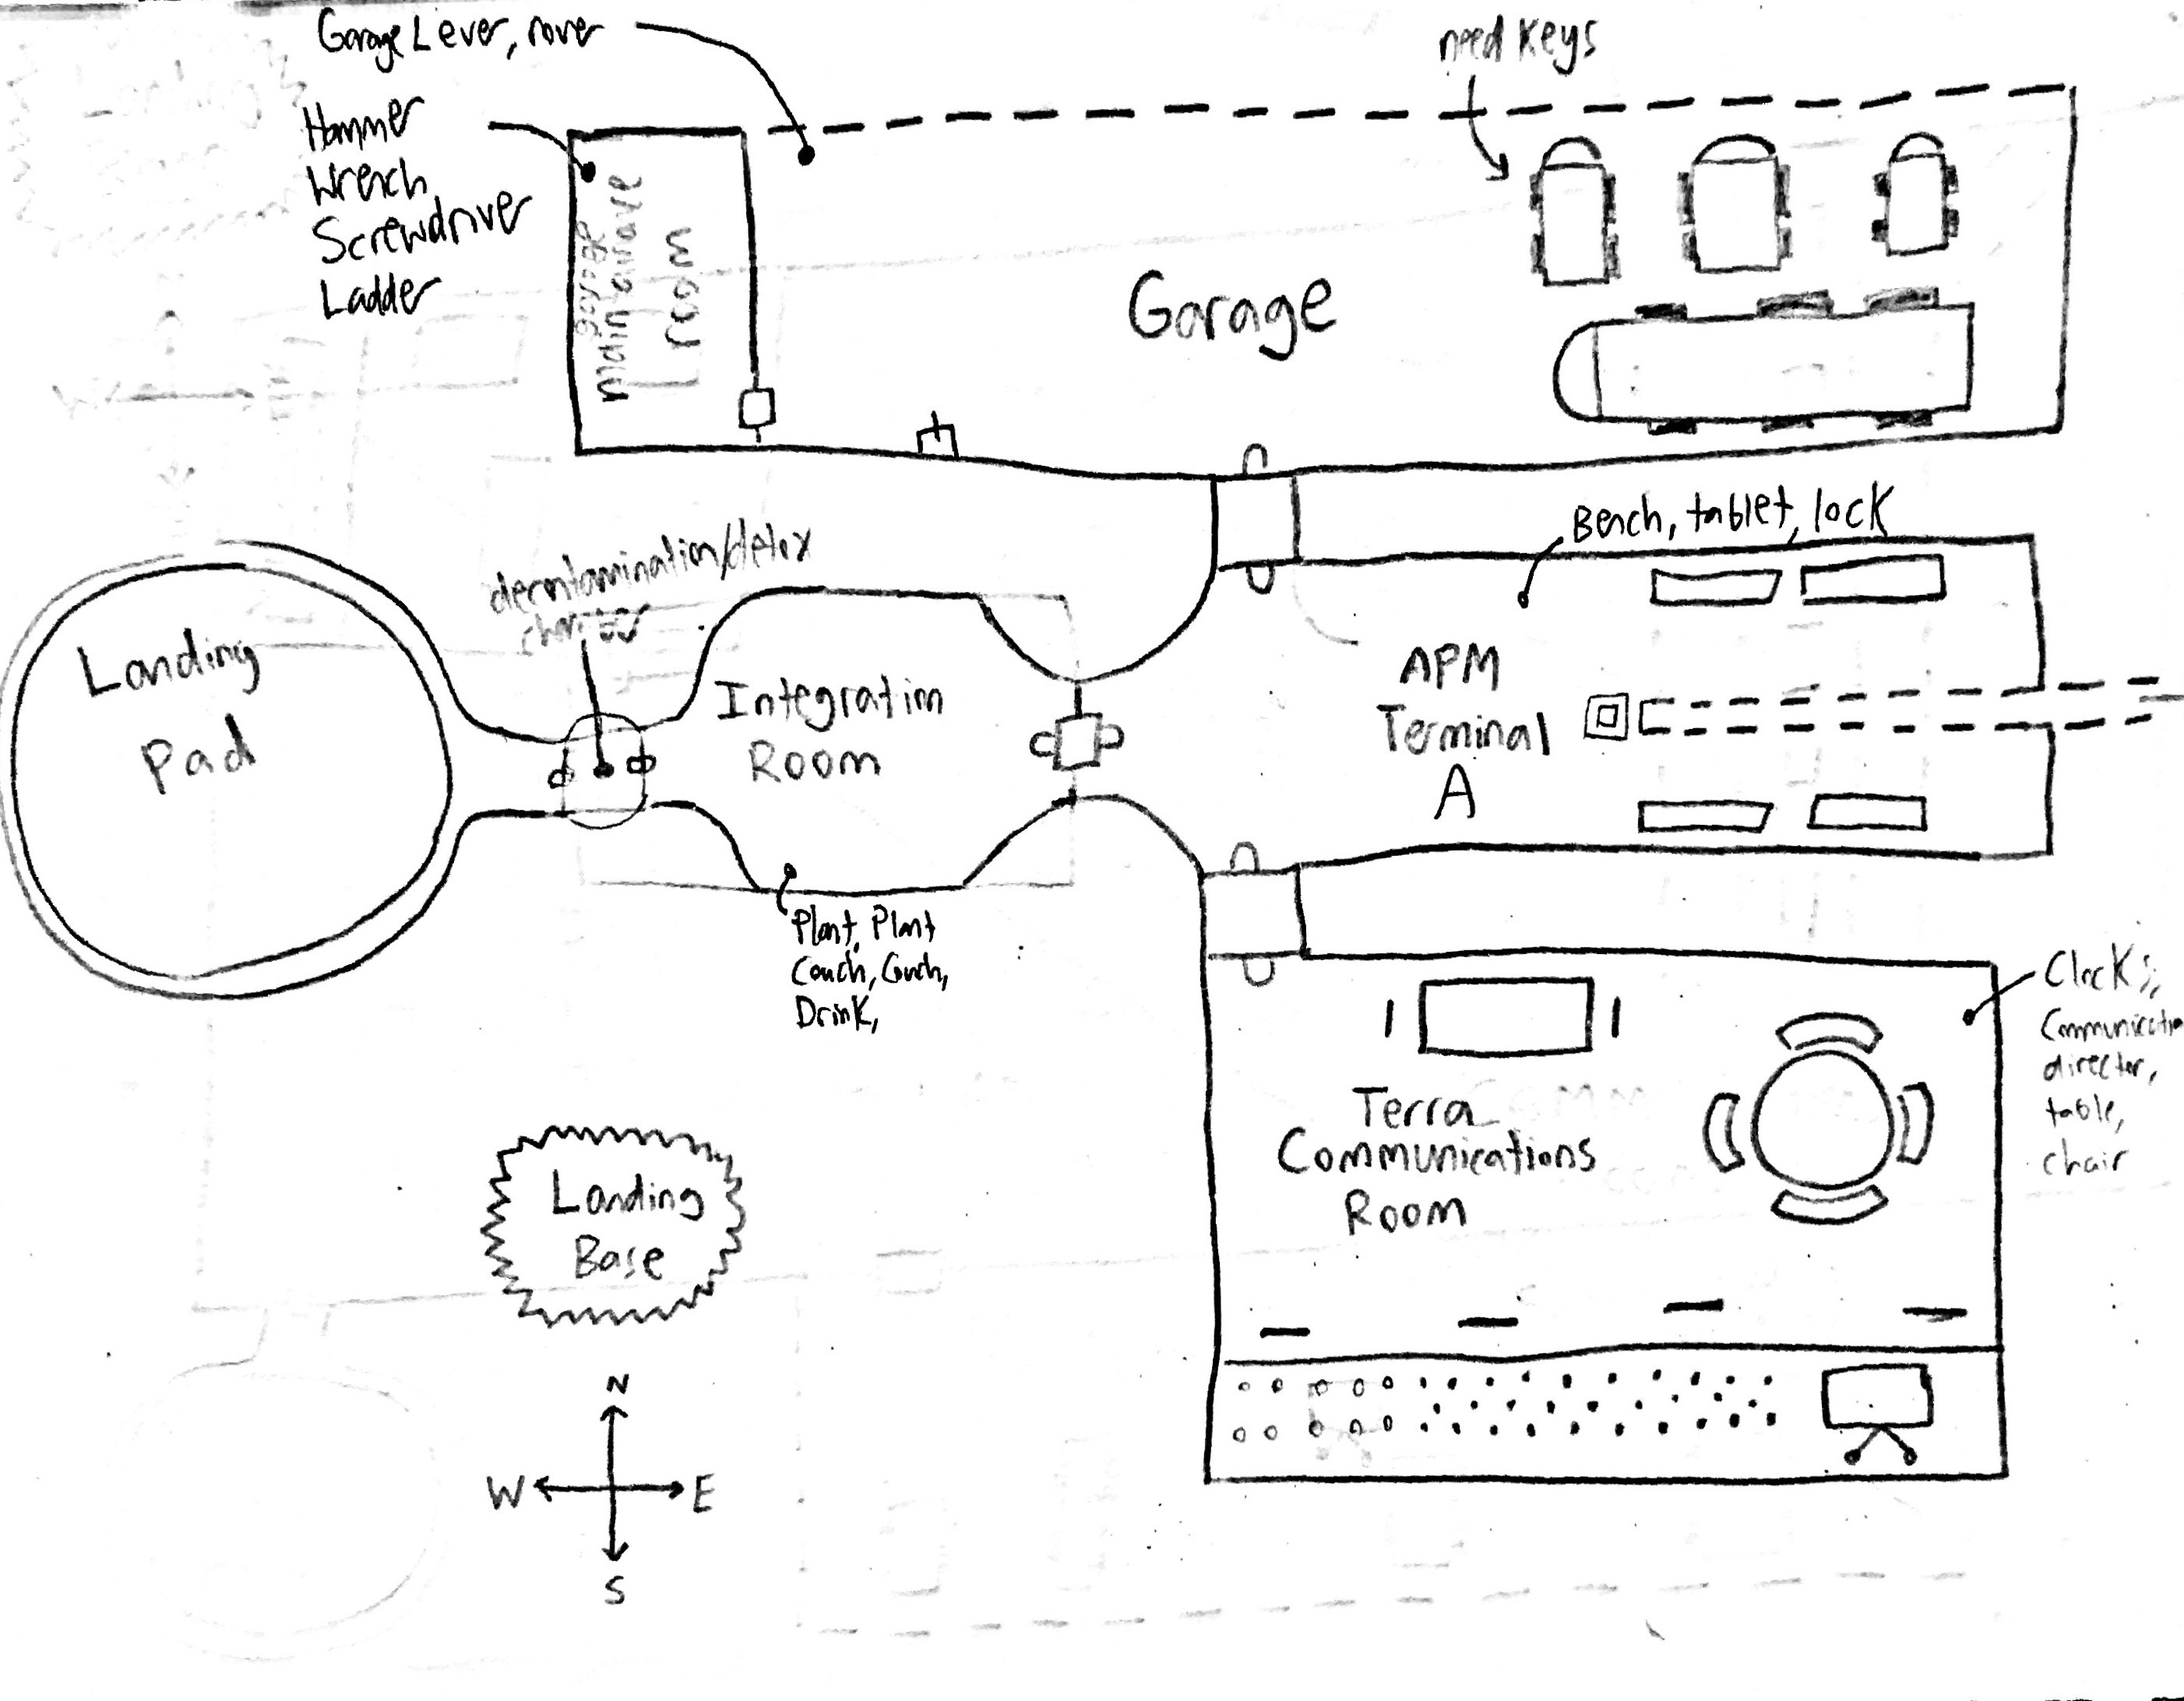 Garage Lever, rover
need keys
Hammer
Wrench
Screwdriver
Ladder
garage
maintenance
room
Garage
Bench, tablet, lock
decontamination/detox
chamber
Landing
Pad
Integration
Room
APM
Terminal
A
Plant, Plant
Couch, Couch,
Drink,
Clocks,
Communication
director,
table,
chair
Terra
Communications
Room
Landing
Base
N
W
E
S